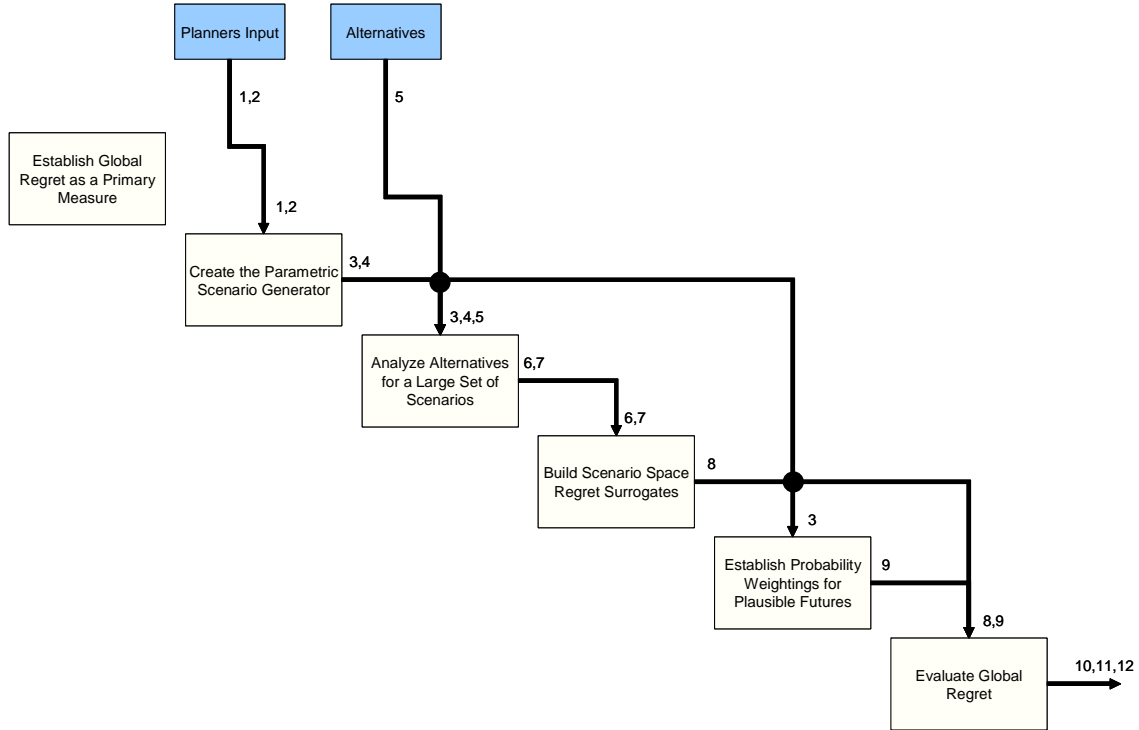 Planners Input
Alternatives
1,2
5
Establish Global
Regret as a Primary
Measure
1,2
Create the Parametric
Scenario Generator
3,4
3,4,5
Analyze Alternatives
for a Large Set of
Scenarios
6,7
6,7
Build Scenario Space
Regret Surrogates
8
3
Establish Probability
Weightings for
Plausible Futures
9
8,9
Evaluate Global
Regret
10,11,12